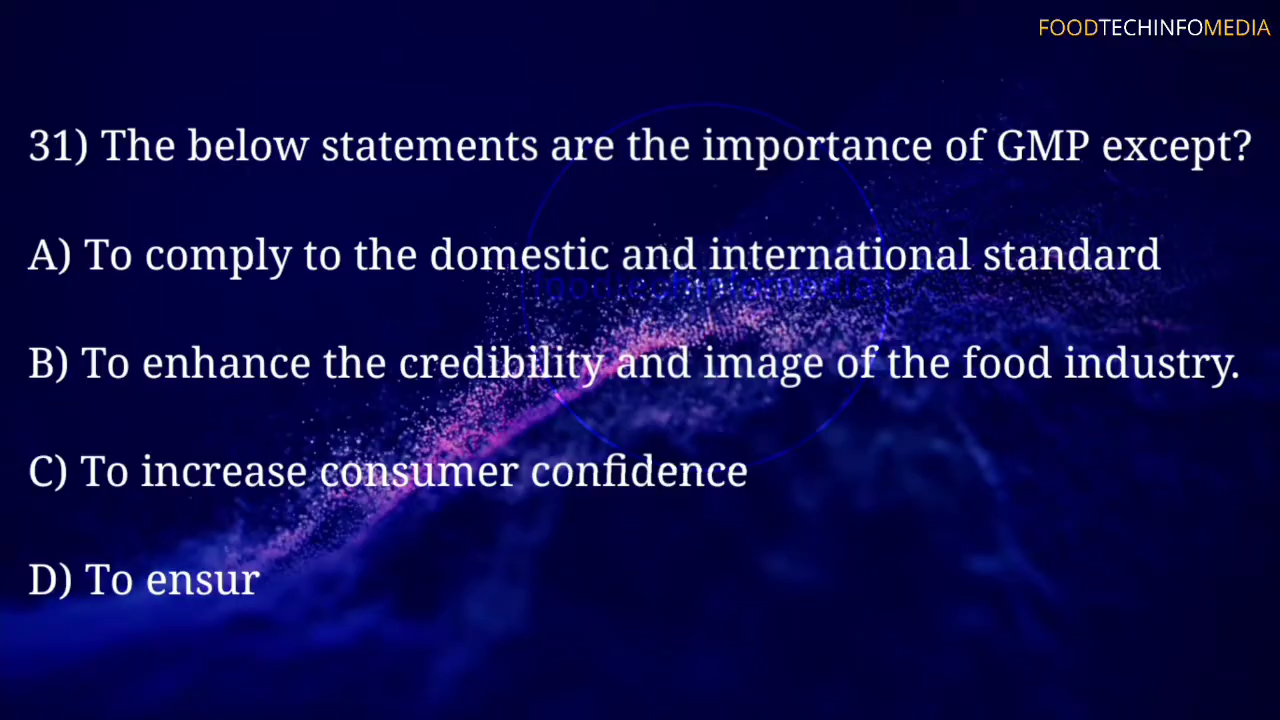 FOODTECHINFOMEDIA
31) The below statements are the importance of GMP except?
A) To comply to the domestic and international standard
B) To enhance the credibility and image of the food industry.
C) To increase consumer confidence
D) To ensur